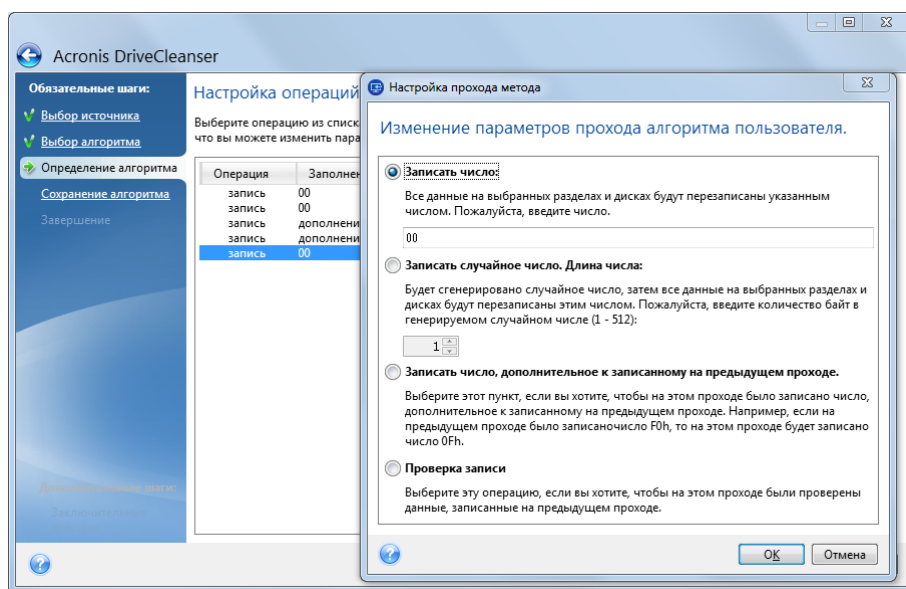 Acronis DriveClea
nser
Обязательные шаги:
Выбор источника
Выбор алгоритма
Определение алгоритма
Сохранение алгоритма
Завершение
Настройка операций
Выберите операцию из списк
что вы можете изменить пара
Операция Заполнен
запись 00
запись 00
запись дополнени
запись дополнени
запись 00
Настройка прохода метода
Изменение параметров прохода алгоритма пользователя.
Записать число:
Все данные на выбранных разделах и дисках будут перезаписаны указанным
числом. Пожалуйста, введите число.
00
Записать случайное число. Длина числа:
Будет сгенерировано случайное число, затем все данные на выбранных разделах и
дисках будут перезаписаны этим числом. Пожалуйста, введите количество байт в
генерируемом случайном числе (1 - 512):
1
Записать число, дополнительное к записанному на предыдущем проходе.
Выберите этот пункт, если вы хотите, чтобы на этом проходе было записано число,
дополнительное к записанному на предыдущем проходе. Например, если на
предыдущем проходе было записаночисло F0h, то на этом проходе будет записано
число 0Fh.
Проверка записи
Выберите эту операцию, если вы хотите, чтобы на этом проходе были проверены
данные, записанные на предыдущем проходе.
OK Отмена